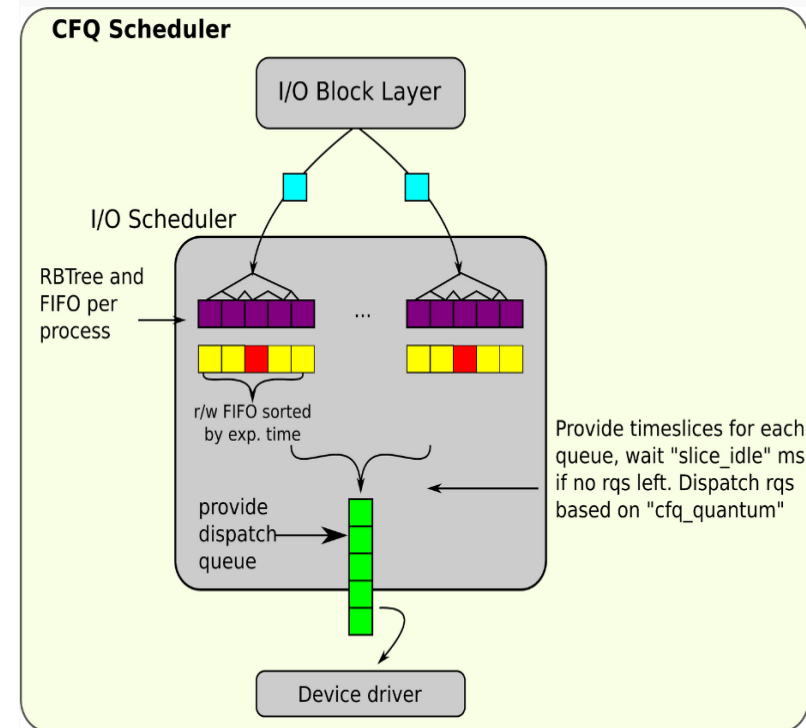 CFQ Scheduler
I/O Block Layer
I/O Scheduler
RBTree and
FIFO per
process
...
r/w FIFO sorted
by exp. time
Provide timeslices for each
queue, wait "slice_idle" ms
if no rqs left. Dispatch rqs
based on "cfq_quantum"
provide
dispatch
queue
Device driver